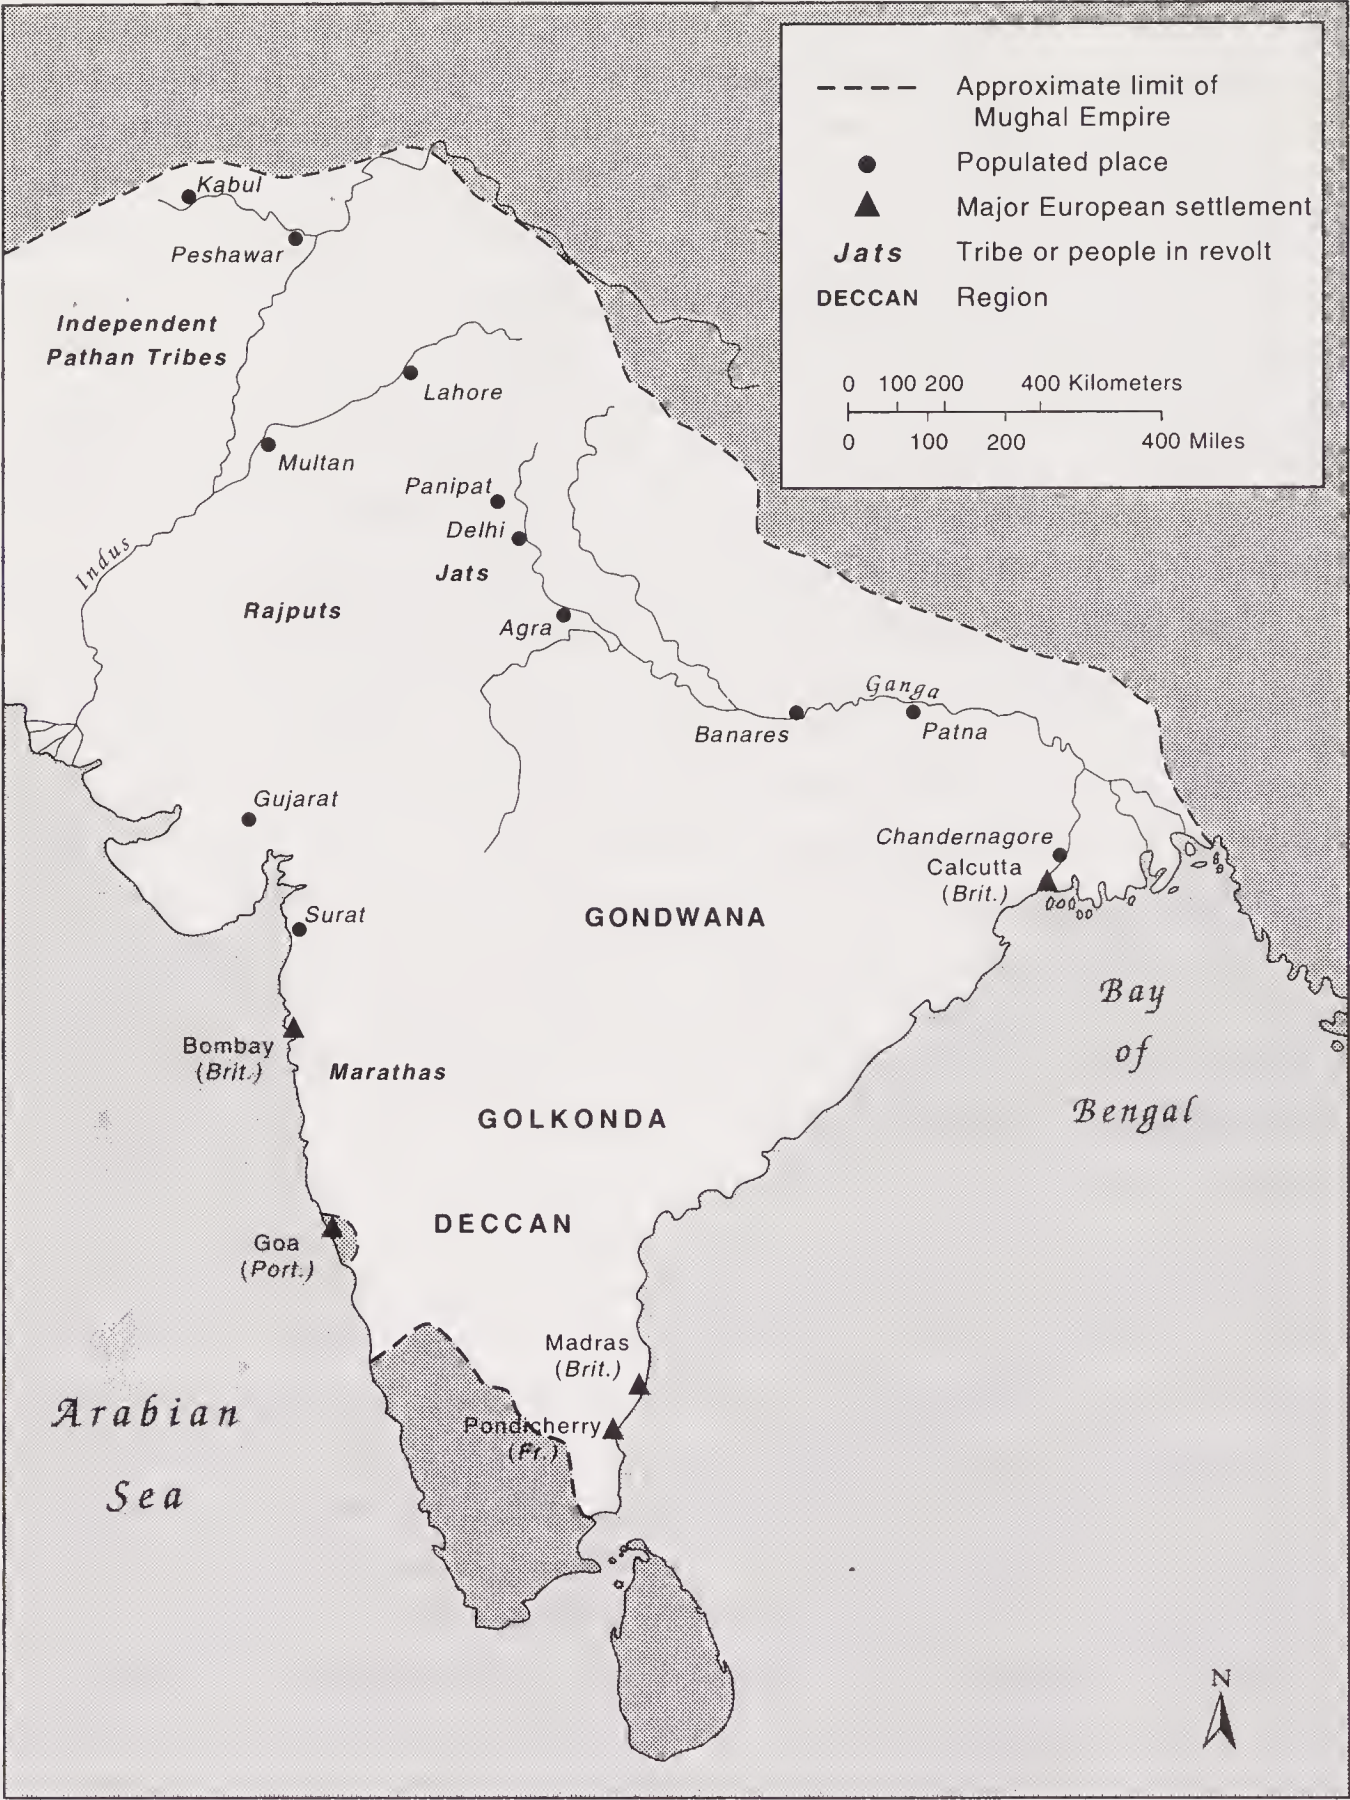 Approximate limit of
Mughal Empire
Populated place
Major European settlement
Jats Tribe or people in revolt
DECCAN Region
0 100 200 400 Kilometers
0 100 200 400 Miles
Kabul
Peshawar
Independent
Pathan Tribes
Lahore
Multan
Panipat
Delhi
Indus
Jats
Rajputs
Agra
Ganga
Banares
Patna
Gujarat
Chandernagore
Calcutta
(Brit.)
Surat
GONDWANA
Bay
of
Bengal
Bombay
(Brit.)
Marathas
GOLKONDA
DECCAN
Goa
(Port.)
Madras
(Brit.)
Arabian
Sea
Pondicherry
(Fr.)
N